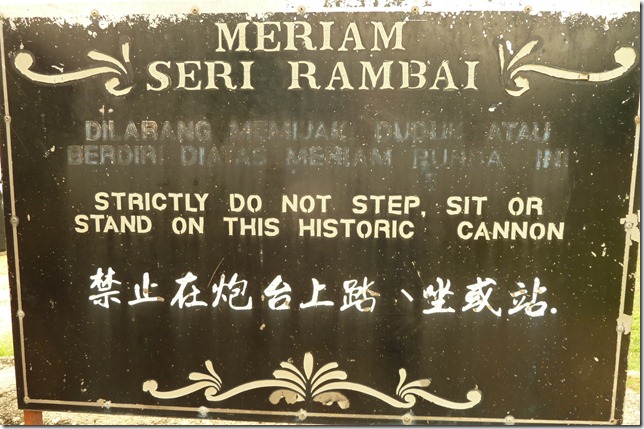 MERIAM
SERI RAMBAI
DILARANG MEMIJAK, DUDUK ATAU
BERDIRI DIATAS MERIAM PURBA INI
STRICTLY DO NOT STEP, SIT OR
STAND ON THIS HISTORIC CANNON
禁止在炮台上踏、坐或站.